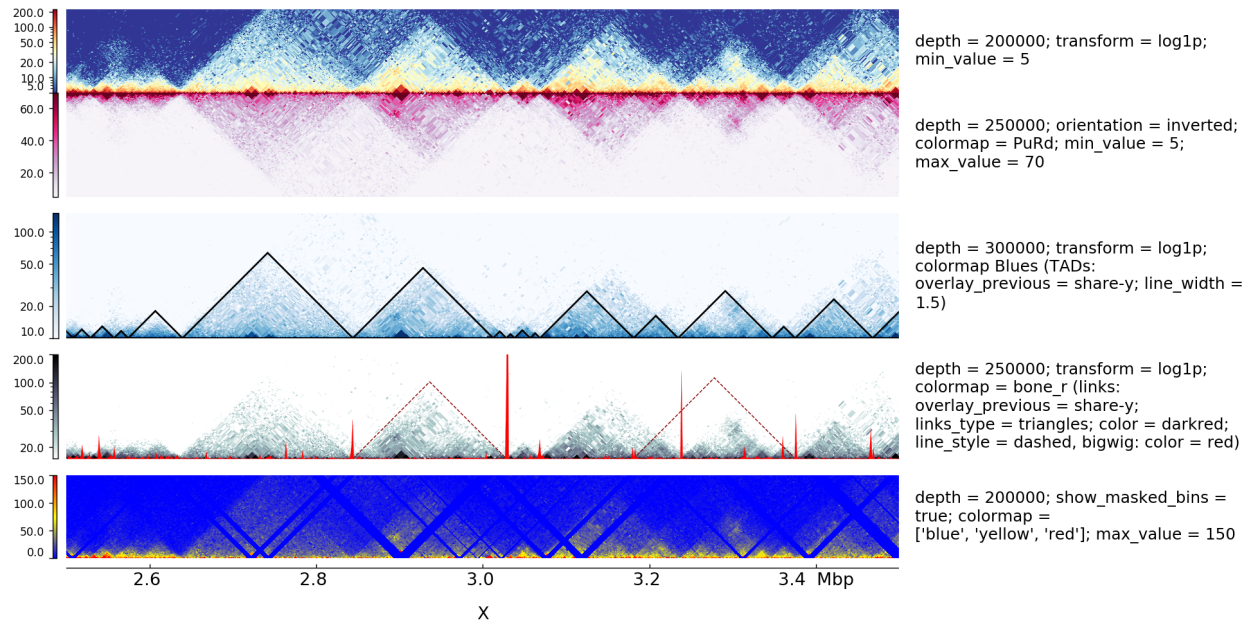 200.0
100.0
50.0
20.0
10.0
5.0
depth = 200000; transform = log1p;
min_value = 5
60.0
40.0
20.0
depth = 250000; orientation = inverted;
colormap = PuRd; min_value = 5;
max_value = 70
100.0
50.0
20.0
10.0
depth = 300000; transform = log1p;
colormap Blues (TADs:
overlay_previous = share-y; line_width =
1.5)
200.0
100.0
50.0
20.0
depth = 250000; transform = log1p;
colormap = bone_r (links:
overlay_previous = share-y;
links_type = triangles; color = darkred;
line_style = dashed, bigwig: color = red)
150.0
100.0
50.0
0.0
depth = 200000; show_masked_bins =
true; colormap =
['blue', 'yellow', 'red']; max_value = 150
2.6 2.8 3.0 3.2 3.4 Mbp
X